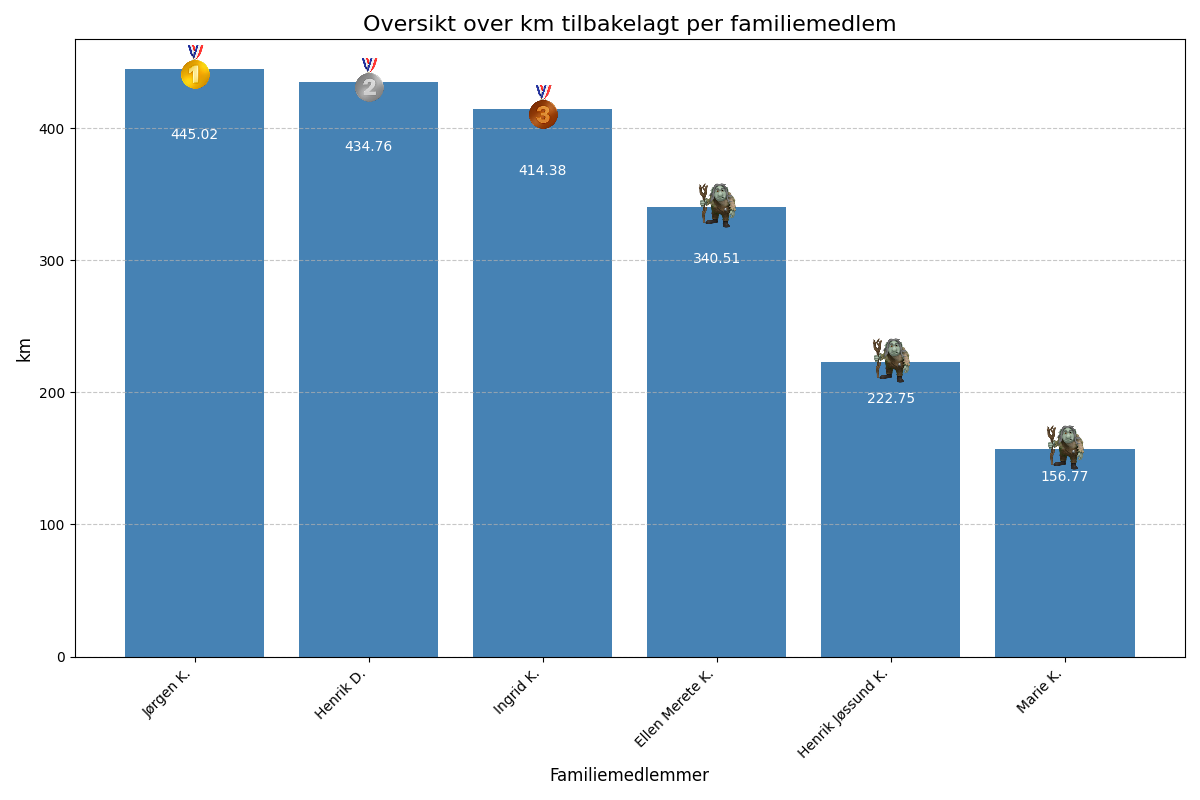 Oversikt over km tilbakelagt per familiemedlem
km
400
300
200
100
0
1
2
3
445.02
434.76
414.38
340.51
222.75
156.77
Jørgen K.
Henrik D.
Ingrid K.
Ellen Merete K.
Henrik Jøssund K.
Marie K.
Familiemedlemmer